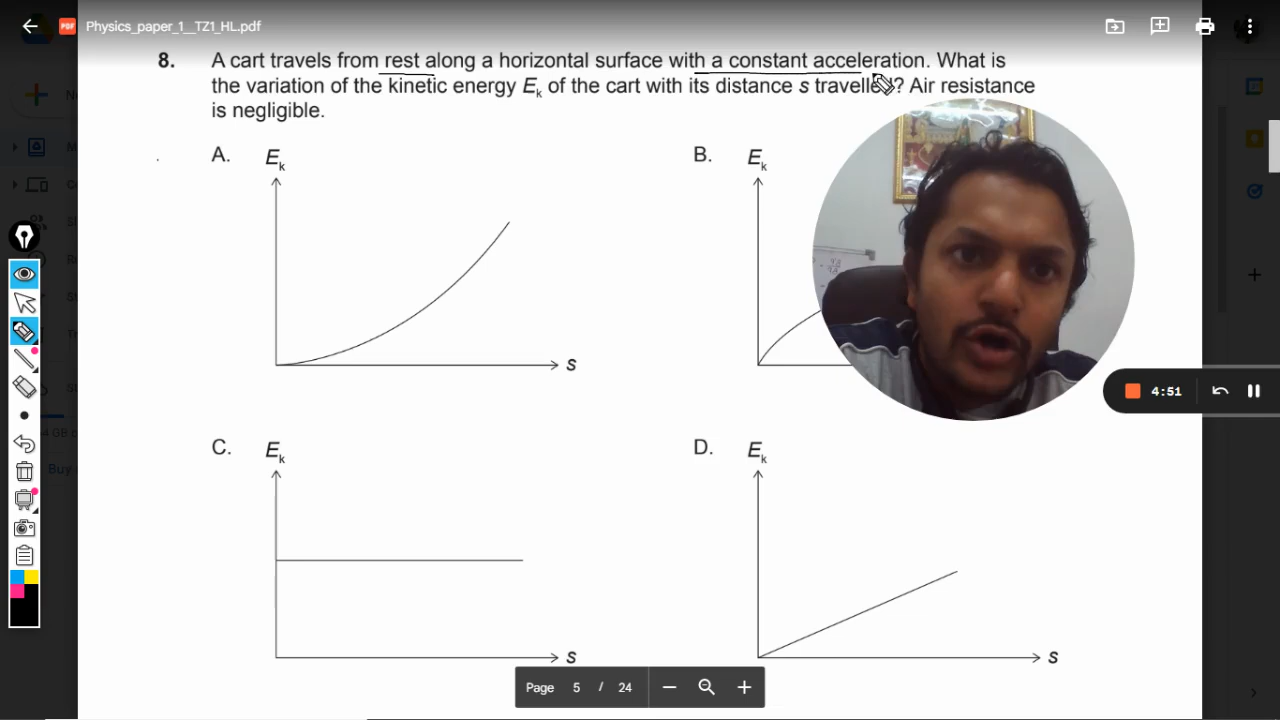 Physics_paper_1__TZ1_HL.pdf
8. A cart travels from rest along a horizontal surface with a constant acceleration. What is
the variation of the kinetic energy Ek of the cart with its distance s travelled? Air resistance
is negligible.
A. Ek
s
B. Ek
4:51
C. Ek
s
D. Ek
s
Page 5 / 24